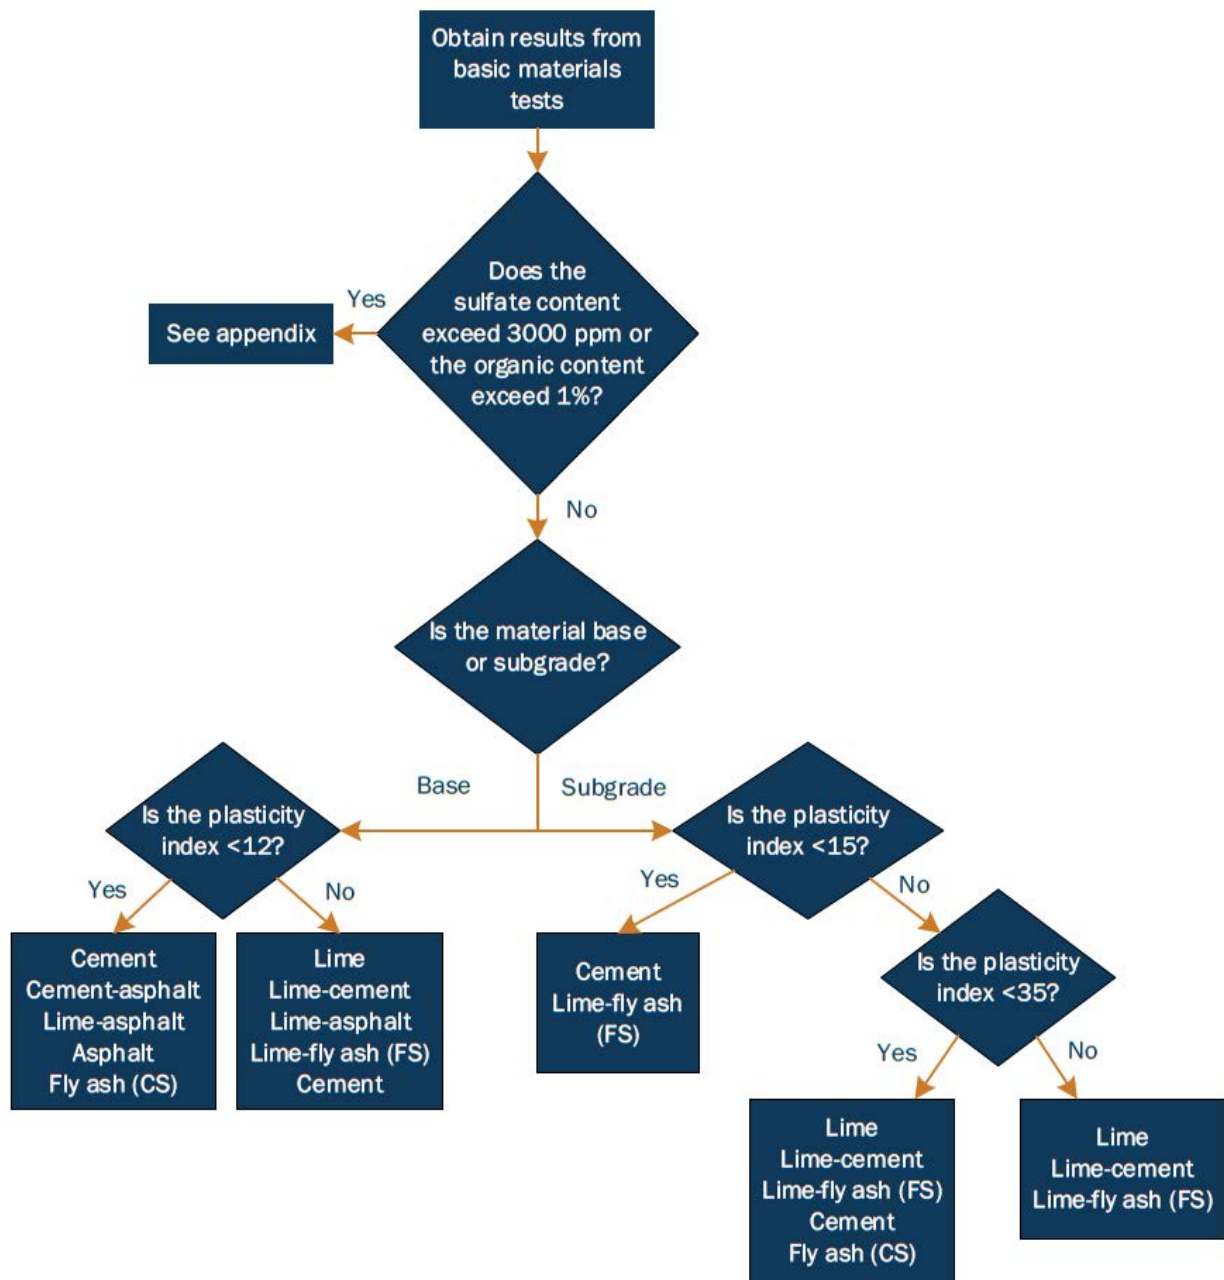 Obtain results from
basic materials
tests
Does the
sulfate content
exceed 3000 ppm or
the organic content
exceed 1%?
Yes
See appendix
No
Is the material base
or subgrade?
Base
Subgrade
Is the plasticity
index <12?
Is the plasticity
index <15?
Yes
No
Yes
No
Cement
Cement-asphalt
Lime-asphalt
Asphalt
Fly ash (CS)
Lime
Lime-cement
Lime-asphalt
Lime-fly ash (FS)
Cement
Cement
Lime-fly ash
(FS)
Is the plasticity
index <35?
Yes
No
Lime
Lime-cement
Lime-fly ash (FS)
Cement
Fly ash (CS)
Lime
Lime-cement
Lime-fly ash (FS)